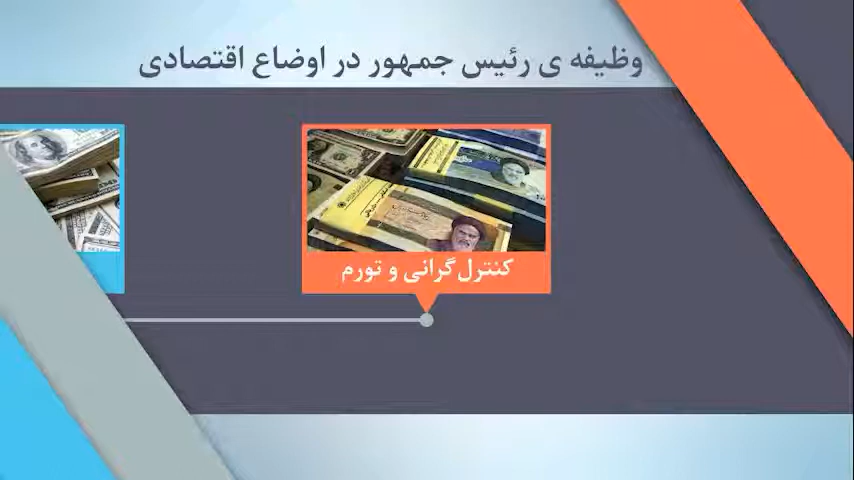 وظیفه ی رئیس جمهور در اوضاع اقتصادی
کنترل گرانی و تورم